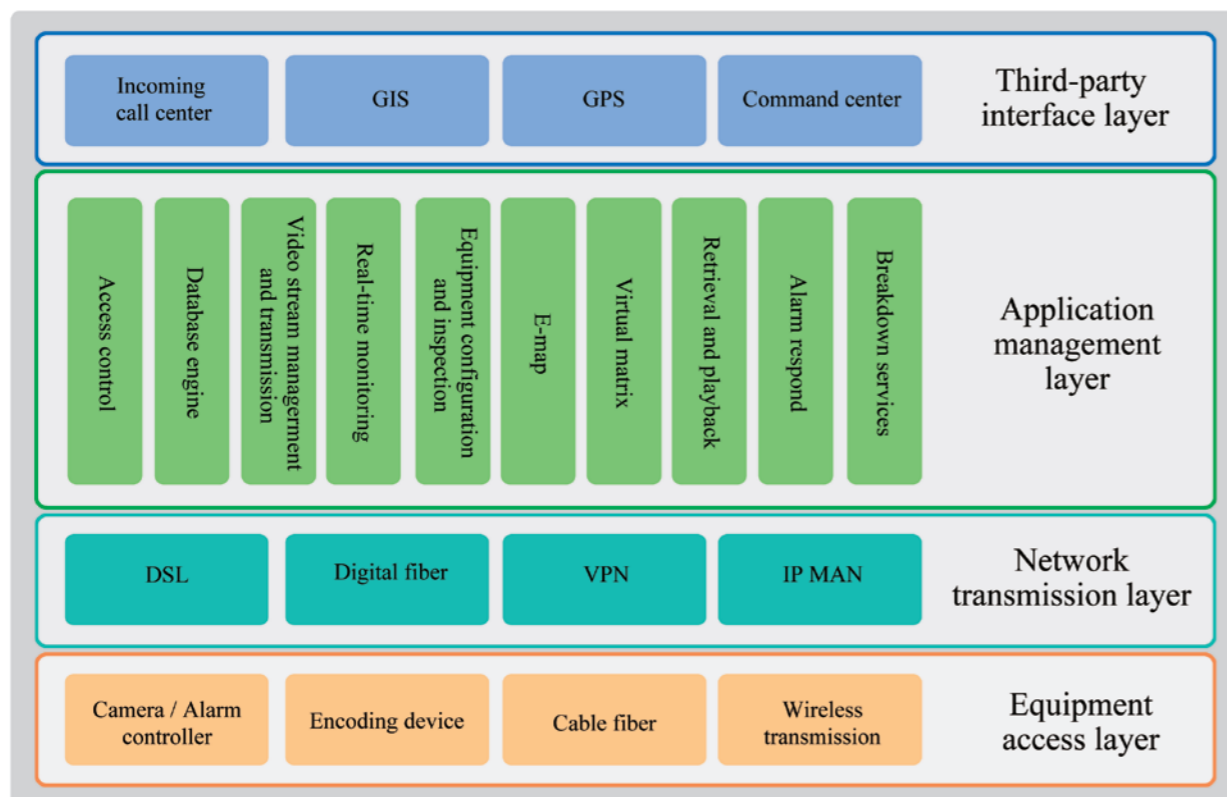 Incoming
call center
GIS
GPS
Command center
Third-party
interface layer
Access control
Database engine
Video stream managerment
and transmission
Real-time monitoring
Equipment configuration
and inspection
E-map
Virtual matrix
Retrieval and playback
Alarm respond
Breakdown services
Application
management
layer
DSL
Digital fiber
VPN
IP MAN
Network
transmission layer
Camera / Alarm
controller
Encoding device
Cable fiber
Wireless
transmission
Equipment
access layer